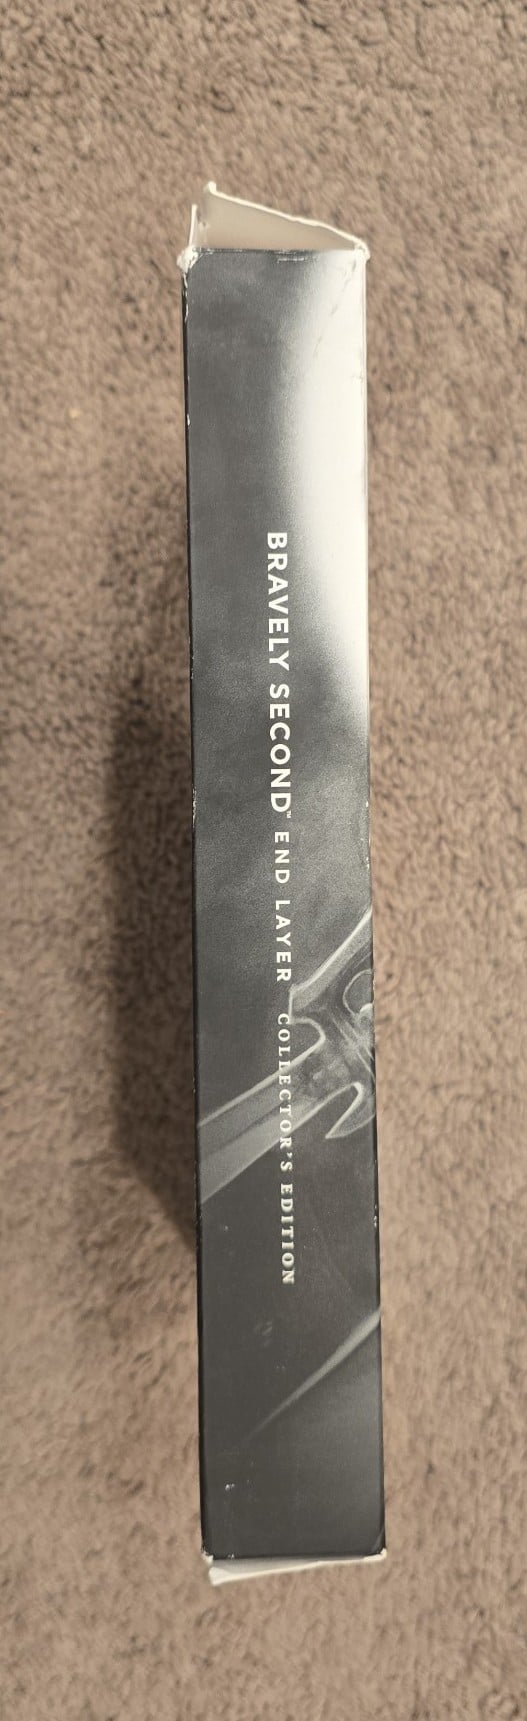 BRAVELY SECOND™ END LAYER COLLECTOR'S EDITION